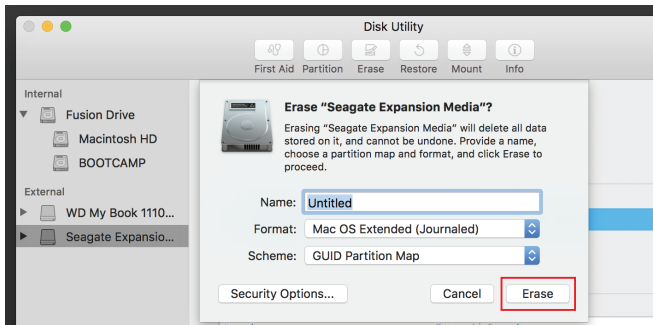 Disk Utility
First Aid Partition Erase Restore Mount Info
Internal
Fusion Drive
Macintosh HD
BOOTCAMP
External
WD My Book 1110...
Seagate Expansio...
Erase “Seagate Expansion Media”?
Erasing “Seagate Expansion Media” will delete all data
stored on it, and cannot be undone. Provide a name,
choose a partition map and format, and click Erase to
proceed.
Name: Untitled
Format: Mac OS Extended (Journaled)
Scheme: GUID Partition Map
Security Options... Cancel Erase